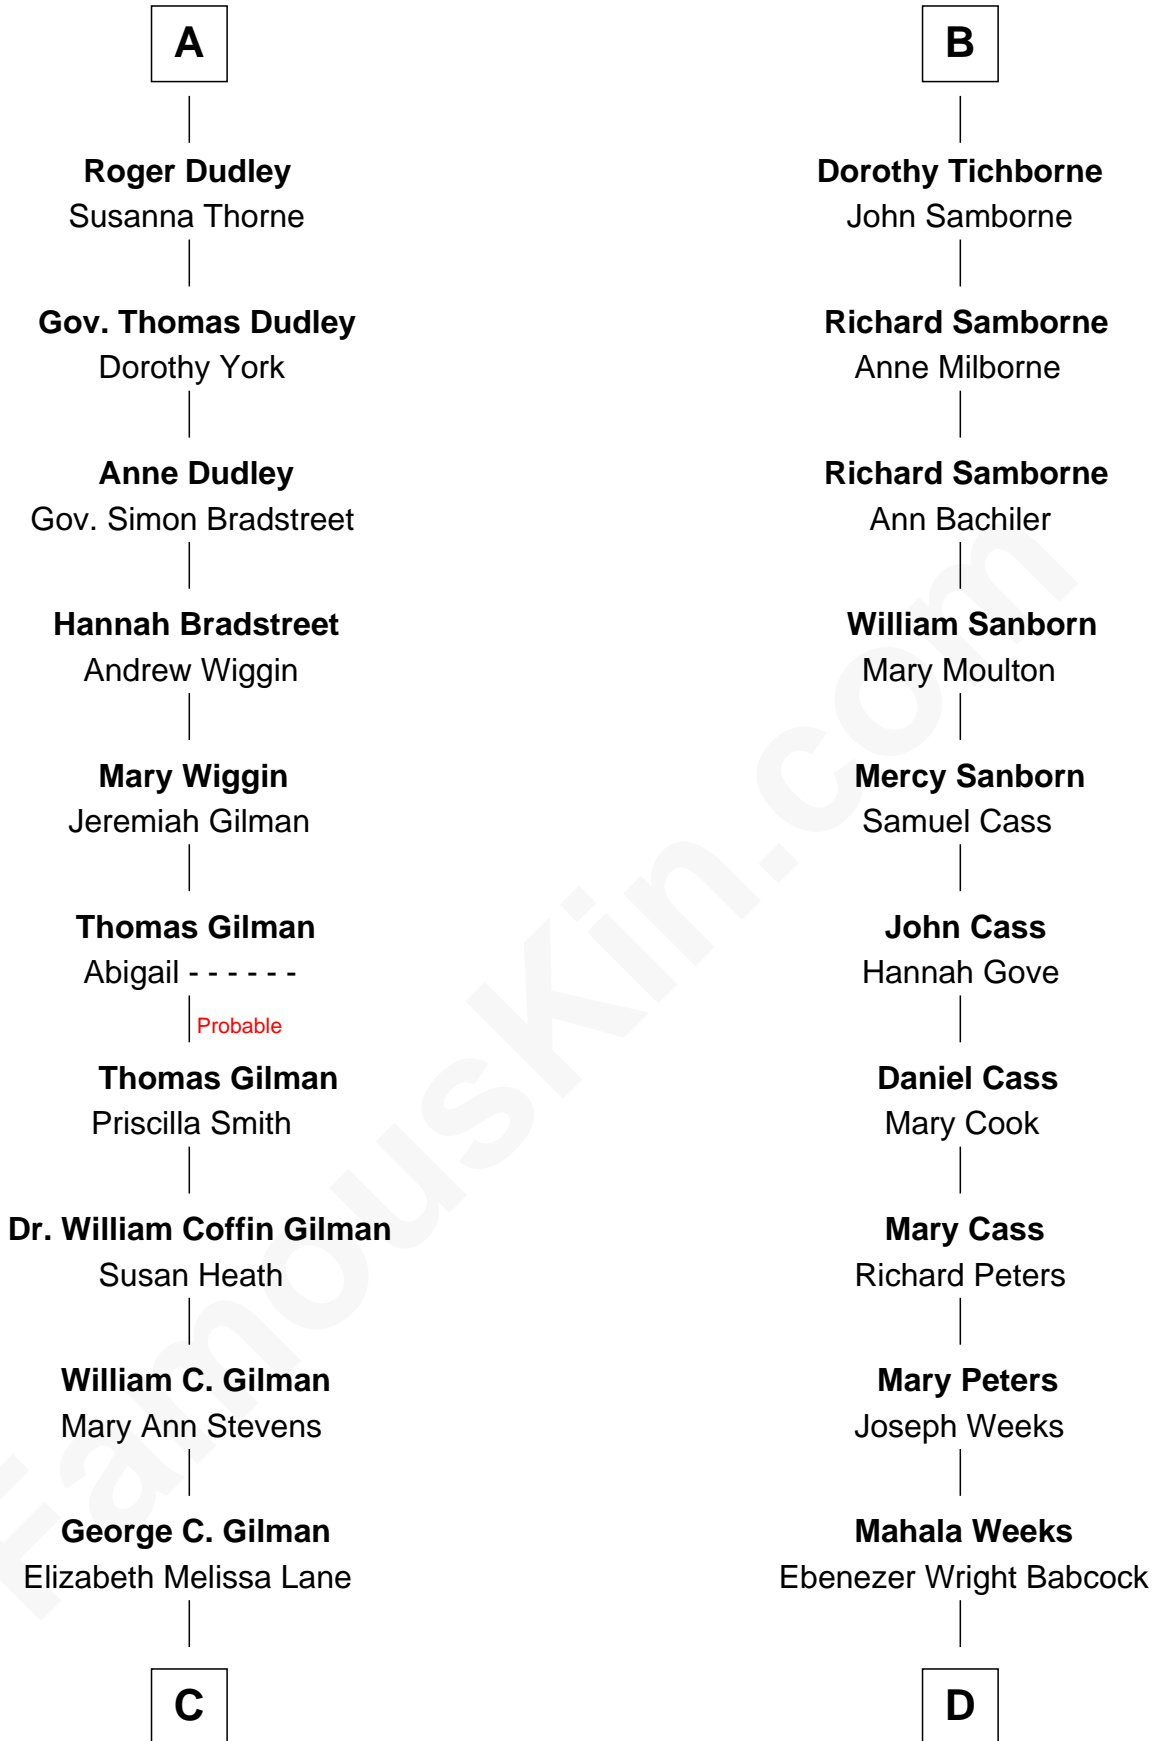 A
Roger Dudley
Susanna Thorne
Gov. Thomas Dudley
Dorothy York
Anne Dudley
Gov. Simon Bradstreet
Hannah Bradstreet
Andrew Wiggin
Mary Wiggin
Jeremiah Gilman
Thomas Gilman
Abigail - - - - - -
Probable
Thomas Gilman
Priscilla Smith
Dr. William Coffin Gilman
Susan Heath
William C. Gilman
Mary Ann Stevens
George C. Gilman
Elizabeth Melissa Lane
C
B
Dorothy Tichborne
John Samborne
Richard Samborne
Anne Milborne
Richard Samborne
Ann Bachiler
William Sanborn
Mary Moulton
Mercy Sanborn
Samuel Cass
John Cass
Hannah Gove
Daniel Cass
Mary Cook
Mary Cass
Richard Peters
Mary Peters
Joseph Weeks
Mahala Weeks
Ebenezer Wright Babcock
D
FamousKin.com